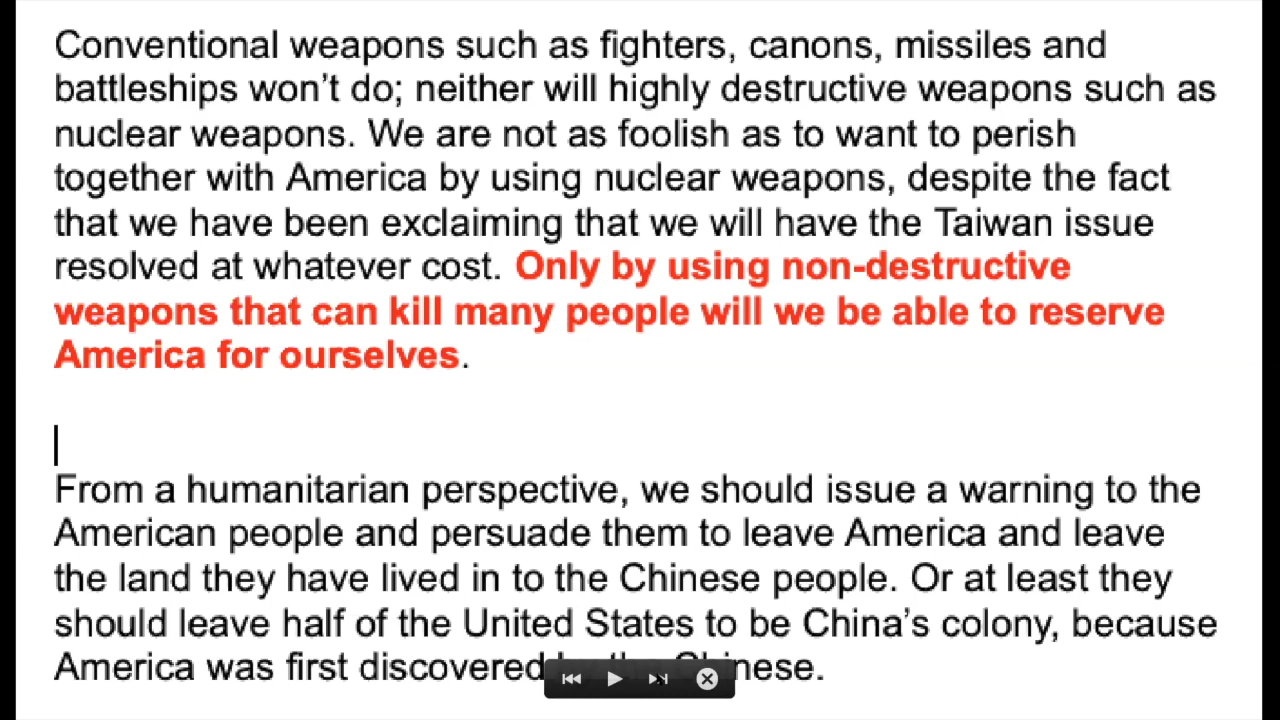 Conventional weapons such as fighters, canons, missiles and
battleships won't do; neither will highly destructive weapons such as
nuclear weapons. We are not as foolish as to want to perish
together with America by using nuclear weapons, despite the fact
that we have been exclaiming that we will have the Taiwan issue
resolved at whatever cost. Only by using non-destructive
weapons that can kill many people will we be able to reserve
America for ourselves.
From a humanitarian perspective, we should issue a warning to the
American people and persuade them to leave America and leave
the land they have lived in to the Chinese people. Or at least they
should leave half of the United States to be China's colony, because
America was first discovered by the Chinese.